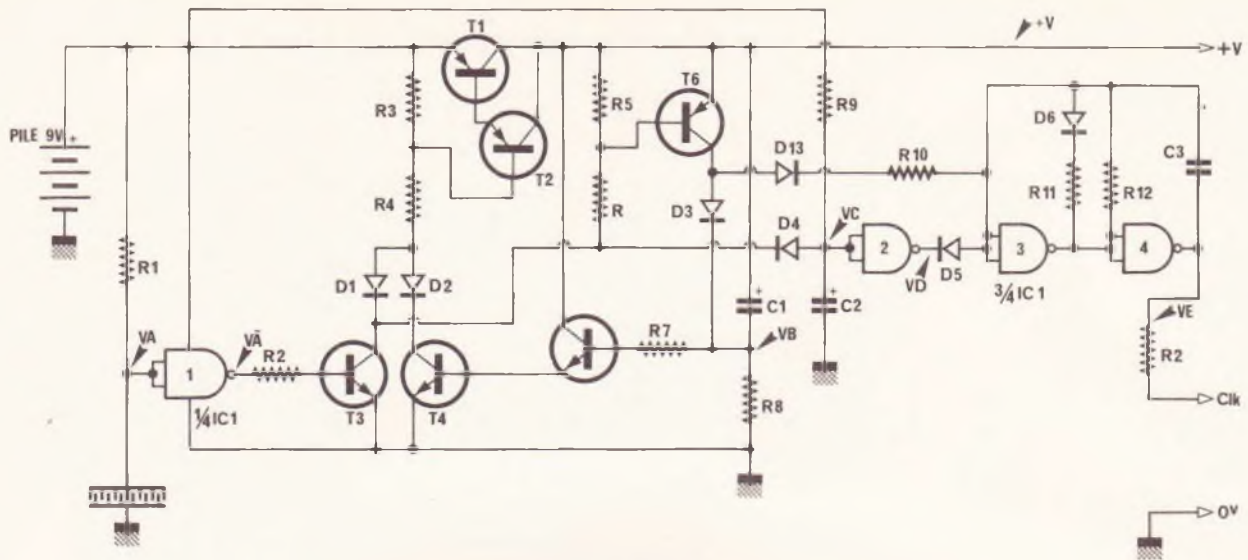 T1
+V
+V
R3
R5
T6
R9
D6
C3
PILE 9V
+
T2
D13
R10
R11
R12
R4
R
D3
D4
VC
2
3
4
R1
D1
D2
VD
D5
¾ IC1
+
C1
+
C2
VE
VA
VĀ
R2
R7
VB
R2
1
¼ IC1
T3
T4
R8
Clk
0V